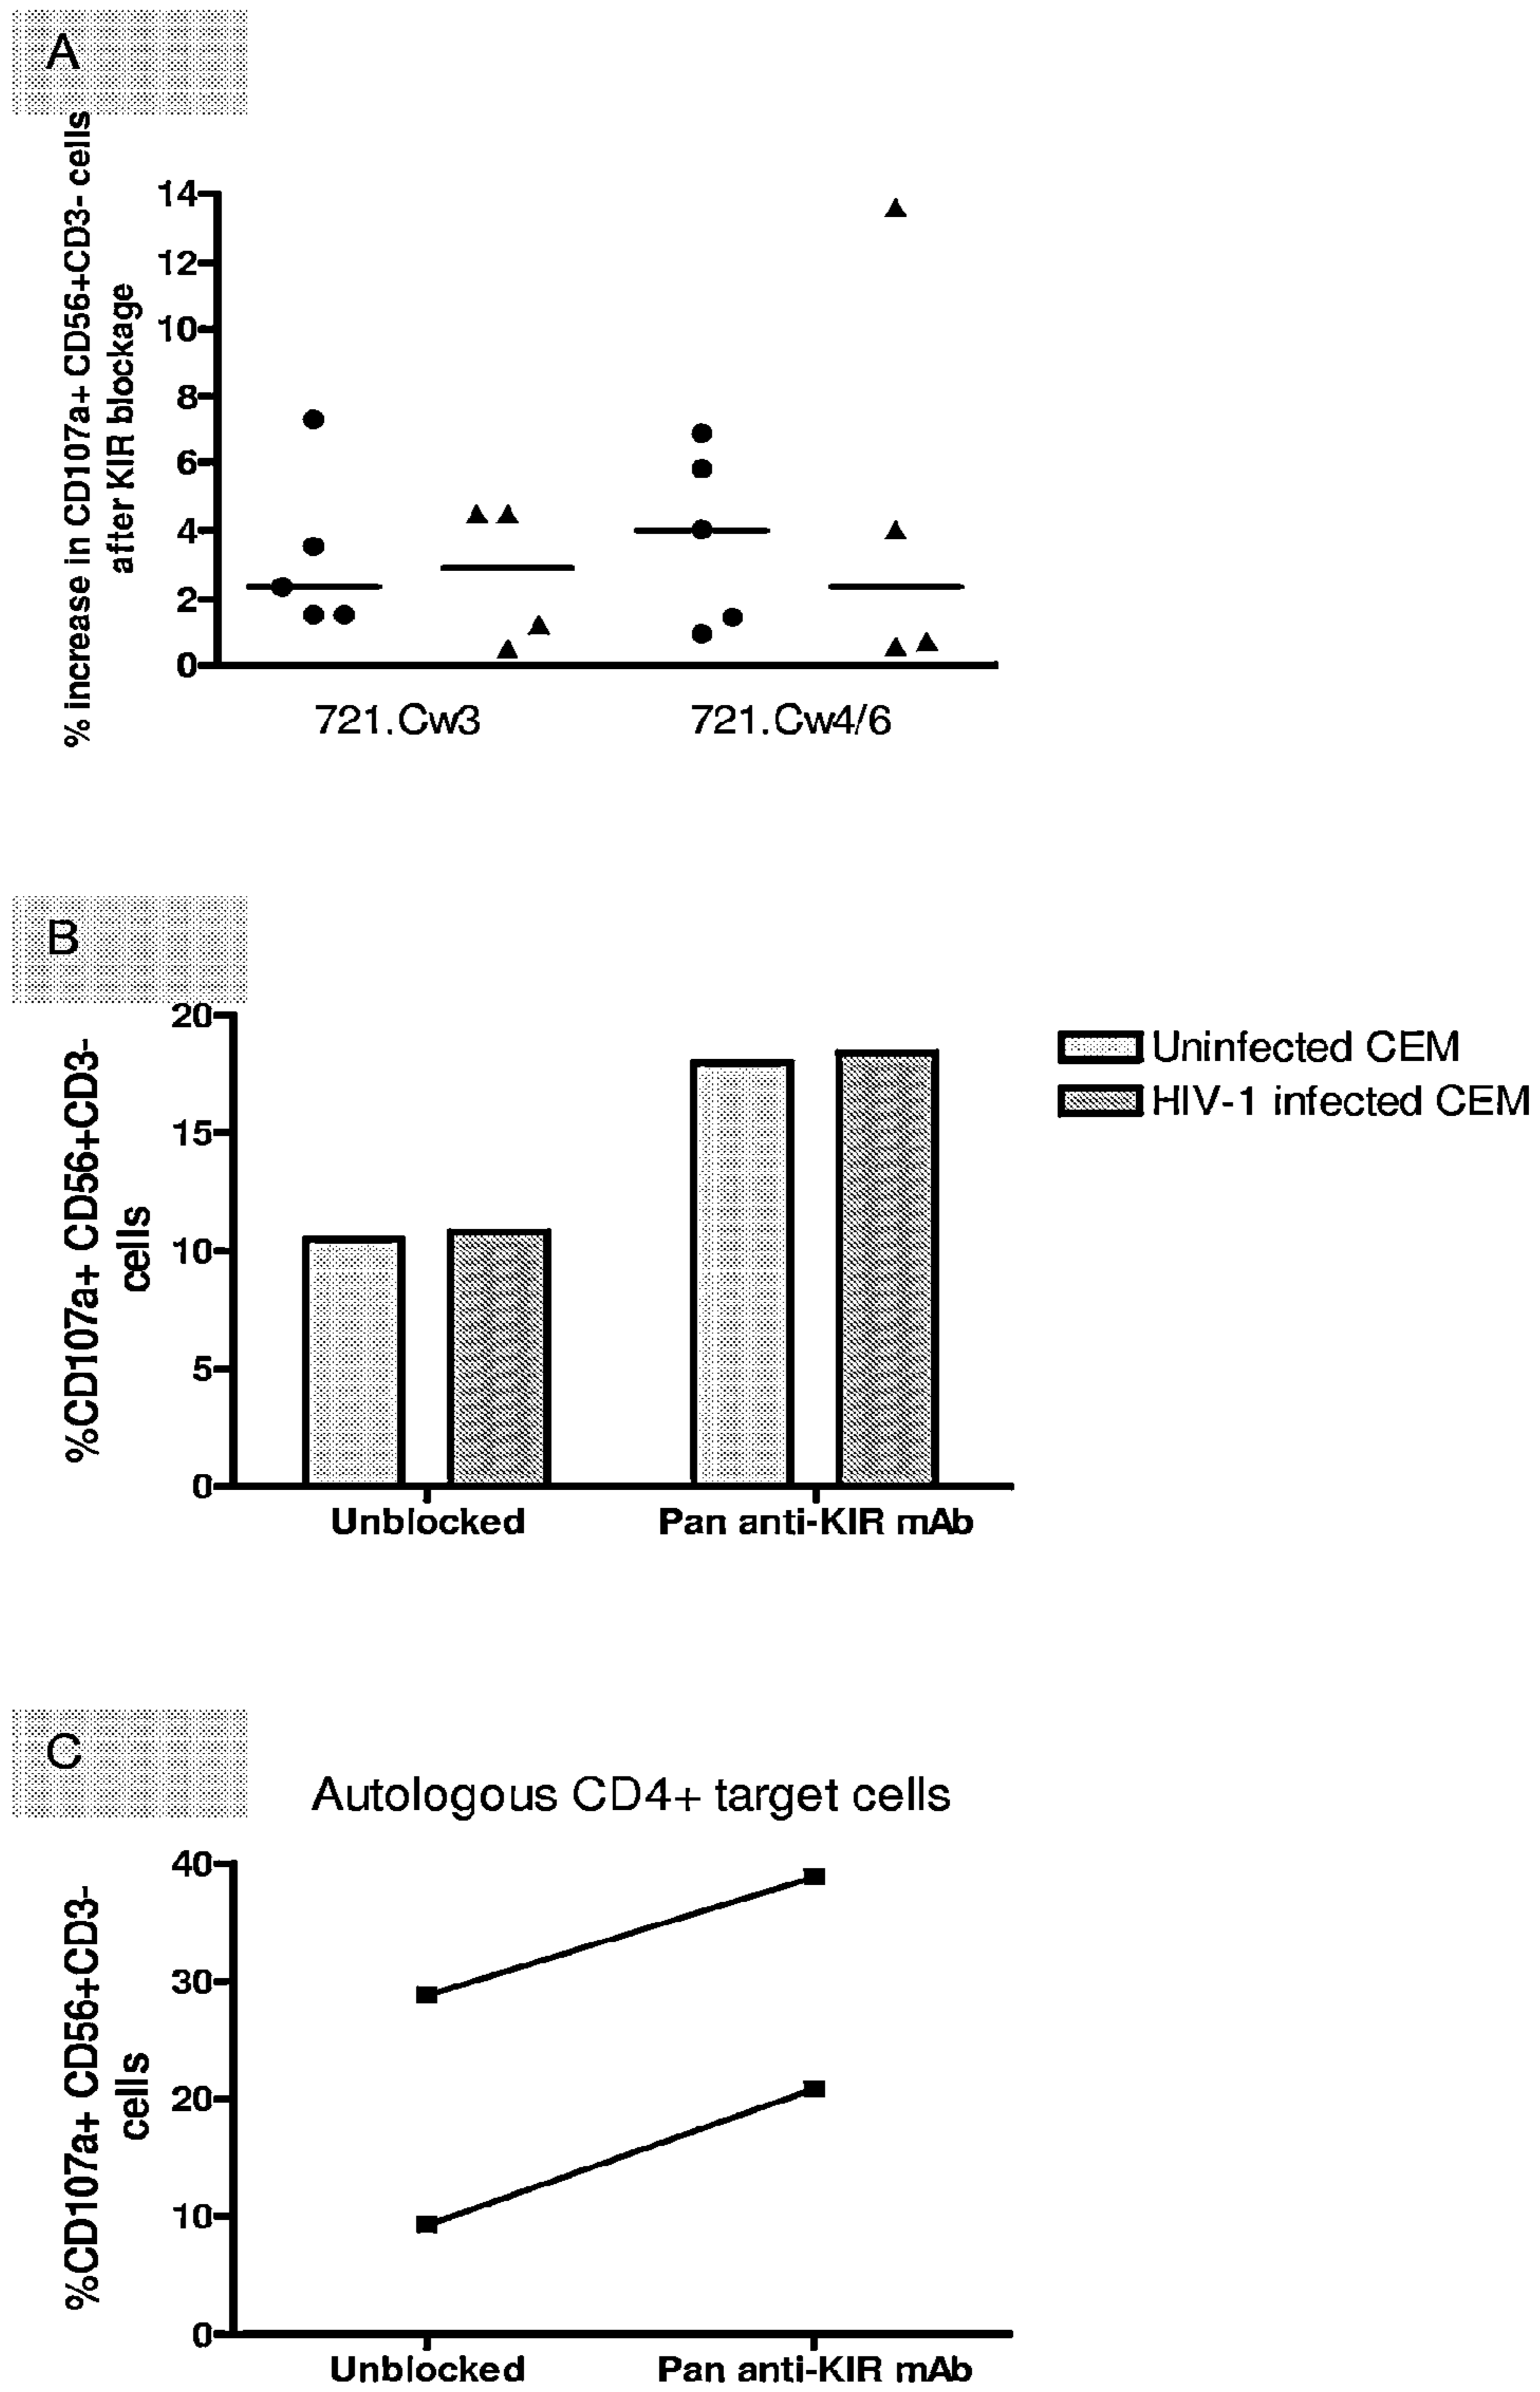 A
% increase in CD107a+ CD56+CD3- cells
after KIR blockage
14
12
10
8
6
4
2
0
721.Cw3
721.Cw4/6
B
%CD107a+ CD56+CD3-
cells
20
15
10
5
0
Unblocked
Pan anti-KIR mAb
Uninfected CEM
HIV-1 infected CEM
C
Autologous CD4+ target cells
%CD107a+ CD56+CD3-
cells
40
30
20
10
0
Unblocked
Pan anti-KIR mAb